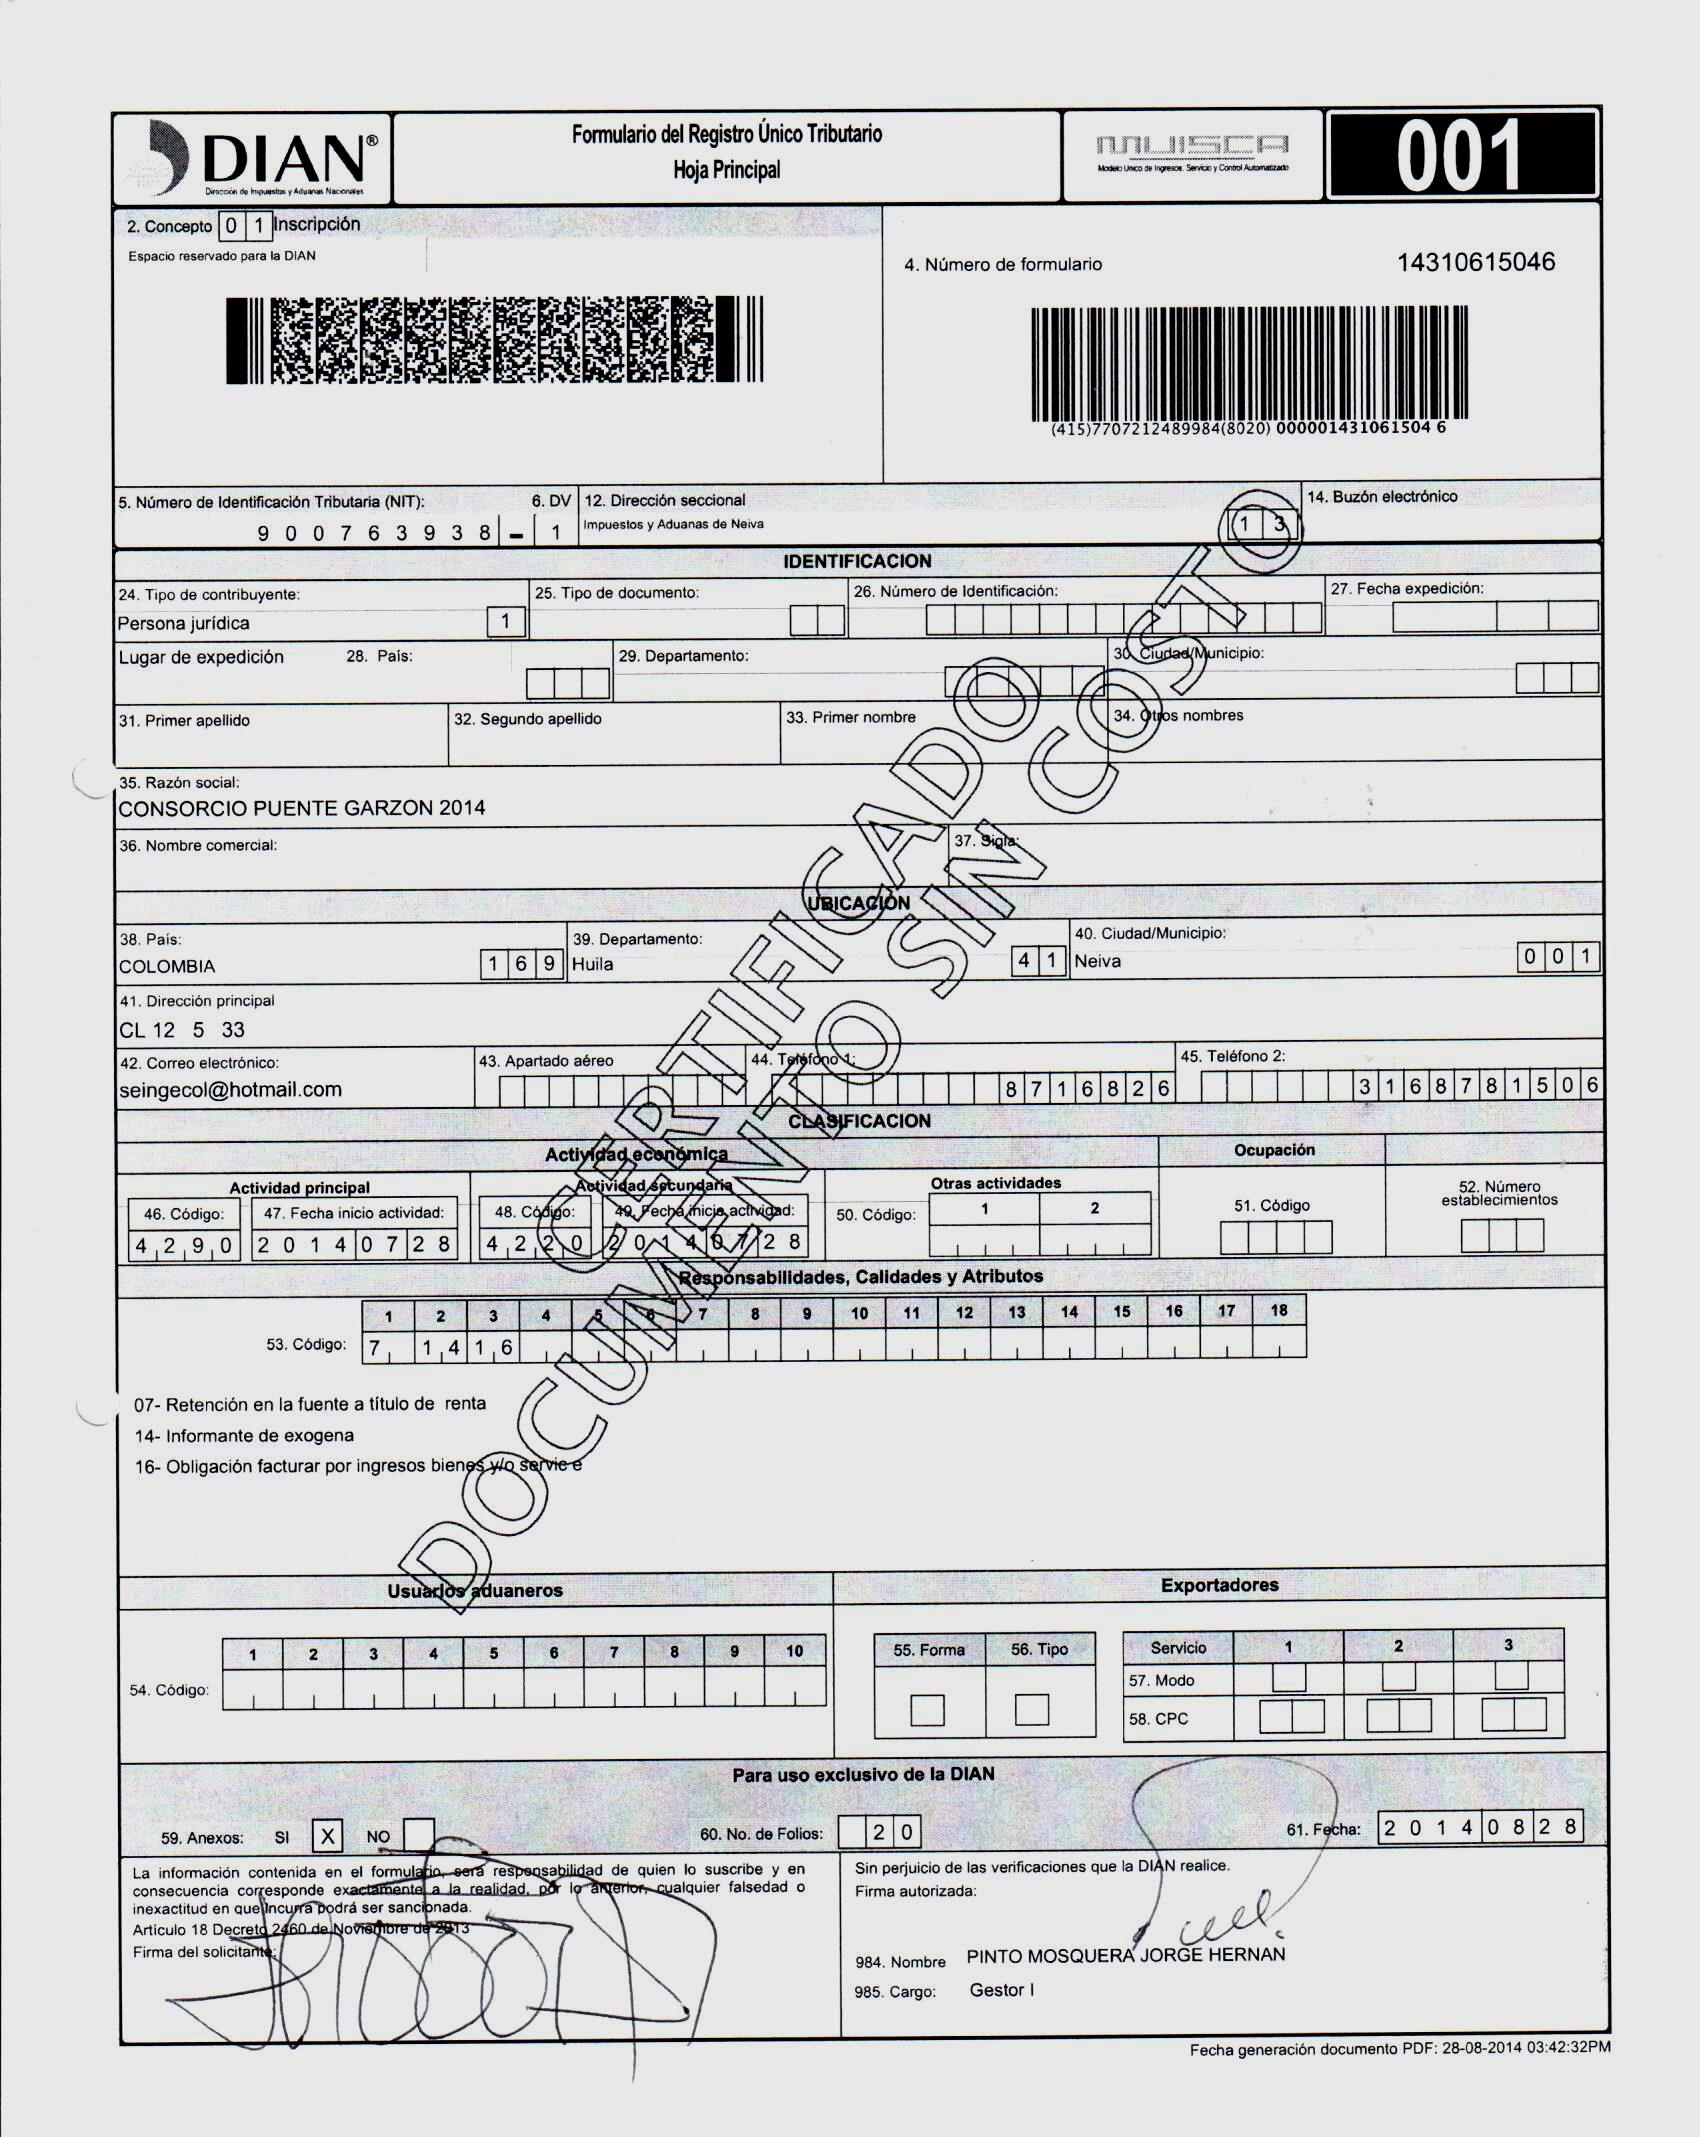 DIAN®
Dirección de Impuestos y Aduanas Nacionales
Formulario del Registro Único Tributario
Hoja Principal
MUISCA
Modelo Unico de Ingresos, Servicio y Control Automatizado
001
2. Concepto 0 1 Inscripción
Espacio reservado para la DIAN
4. Número de formulario 14310615046
(415)7707212489984(8020) 000001431061504 6
5. Número de Identificación Tributaria (NIT): 6. DV 12. Dirección seccional 14. Buzón electrónico
9 0 0 7 6 3 9 3 8 - 1 Impuestos y Aduanas de Neiva 1 3
IDENTIFICACION
24. Tipo de contribuyente: 25. Tipo de documento: 26. Número de Identificación: 27. Fecha expedición:
Persona jurídica 1
Lugar de expedición 28. País: 29. Departamento: 30. Ciudad/Municipio:
31. Primer apellido 32. Segundo apellido 33. Primer nombre 34. Otros nombres
35. Razón social:
CONSORCIO PUENTE GARZON 2014
36. Nombre comercial: 37. Sigla:
UBICACION
38. País: 39. Departamento: 40. Ciudad/Municipio:
COLOMBIA 1 6 9 Huila 4 1 Neiva 0 0 1
41. Dirección principal
CL 12 5 33
42. Correo electrónico: 43. Apartado aéreo 44. Teléfono 1: 45. Teléfono 2:
seingecol@hotmail.com 8 7 1 6 8 2 6 3 1 6 8 7 8 1 5 0 6
CLASIFICACION
Actividad económica Ocupación
Actividad principal Actividad secundaria Otras actividades 52. Número establecimientos
46. Código: 47. Fecha inicio actividad: 48. Código: 49. Fecha inicio actividad: 50. Código: 1 2 51. Código
4 2 9 0 2 0 1 4 0 7 2 8 4 2 2 0 2 0 1 4 0 7 2 8
Responsabilidades, Calidades y Atributos
1 2 3 4 5 6 7 8 9 10 11 12 13 14 15 16 17 18
53. Código: 7 1 4 1 6
07- Retención en la fuente a título de renta
14- Informante de exogena
16- Obligación facturar por ingresos bienes y/o servic e
CERTIFICADO
DOCUMENTO SIN COSTO
Usuarios aduaneros Exportadores
1 2 3 4 5 6 7 8 9 10
54. Código:
55. Forma 56. Tipo Servicio 1 2 3
57. Modo
58. CPC
Para uso exclusivo de la DIAN
59. Anexos: SI X NO 60. No. de Folios: 2 0 61. Fecha: 2 0 1 4 0 8 2 8
La información contenida en el formulario, será responsabilidad de quien lo suscribe y en
consecuencia corresponde exactamente a la realidad, por lo anterior, cualquier falsedad o
inexactitud en que incurra podrá ser sancionada.
Artículo 18 Decreto 2460 de Noviembre de 2013
Firma del solicitante:
Sin perjuicio de las verificaciones que la DIAN realice.
Firma autorizada:
984. Nombre PINTO MOSQUERA JORGE HERNAN
985. Cargo: Gestor I
Fecha generación documento PDF: 28-08-2014 03:42:32PM